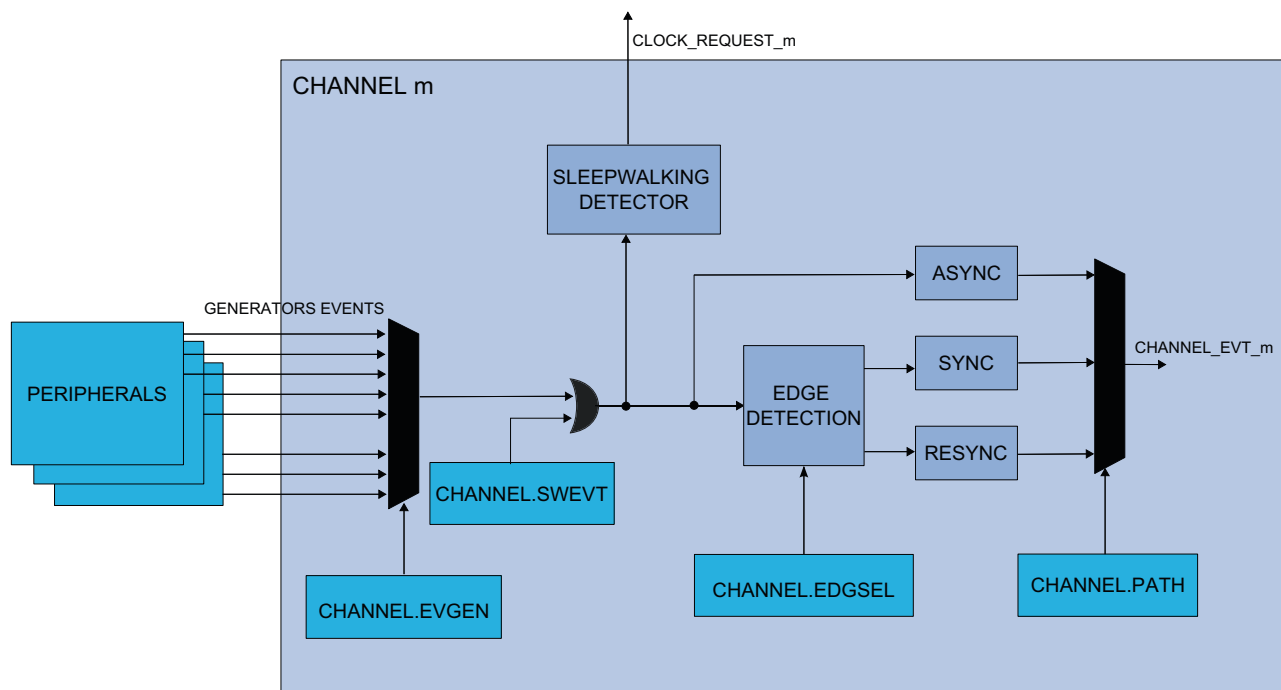 CLOCK_REQUEST_m
CHANNEL m
SLEEPWALKING
DETECTOR
ASYNC
GENERATORS EVENTS
CHANNEL_EVT_m
SYNC
PERIPHERALS
EDGE
DETECTION
RESYNC
CHANNEL.SWEVT
CHANNEL.EDGSEL
CHANNEL.PATH
CHANNEL.EVGEN